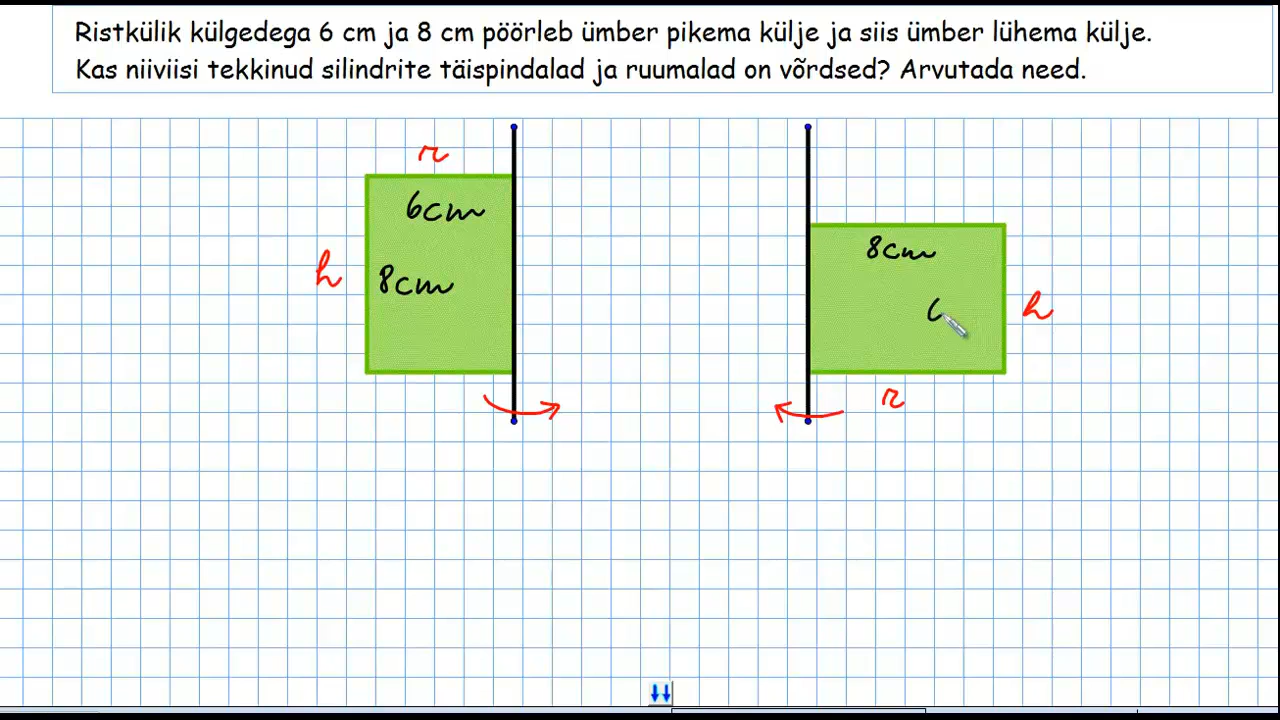 Ristkülik külgedega 6 cm ja 8 cm pöörleb ümber pikema külje ja siis ümber lühema külje.
Kas niiviisi tekkinud silindrite täispindalad ja ruumalad on võrdsed? Arvutada need.
r
6cm
8cm
h
8cm
h
r